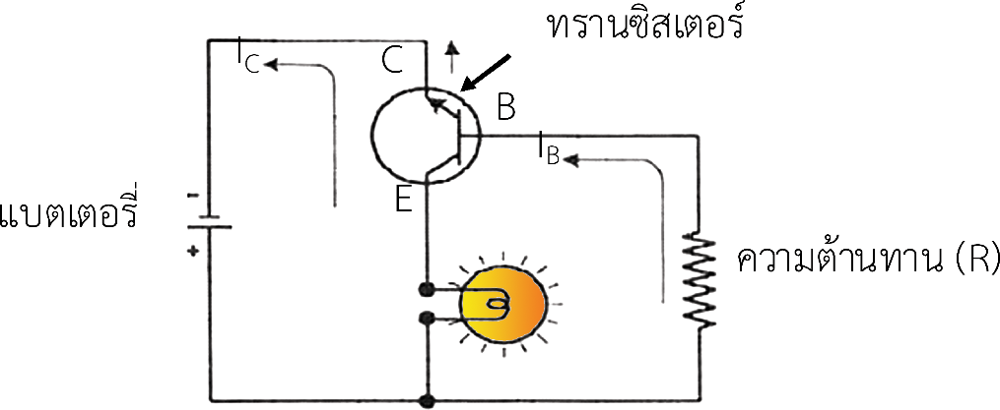 ทรานซิสเตอร์
I_C
C
B
I_B
E
-
แบตเตอรี่
+
ความต้านทาน (R)